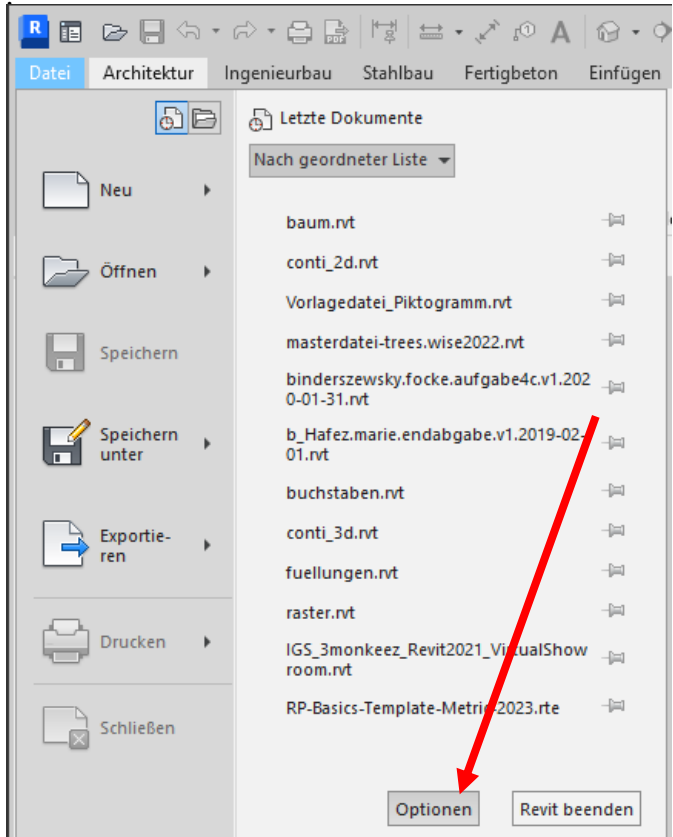 R
PDF
A
Datei Architektur Ingenieurbau Stahlbau Fertigbeton Einfügen
Letzte Dokumente
Nach geordneter Liste
Neu
Öffnen
Speichern
Speichern
unter
Exportie-
ren
Drucken
Schließen
baum.rvt
conti_2d.rvt
Vorlagedatei_Piktogramm.rvt
masterdatei-trees.wise2022.rvt
binderszewsky.focke.aufgabe4c.v1.202
0-01-31.rvt
b_Hafez.marie.endabgabe.v1.2019-02-
01.rvt
buchstaben.rvt
conti_3d.rvt
fuellungen.rvt
raster.rvt
IGS_3monkeez_Revit2021_VirtualShow
room.rvt
RP-Basics-Template-Metric-2023.rte
Optionen Revit beenden